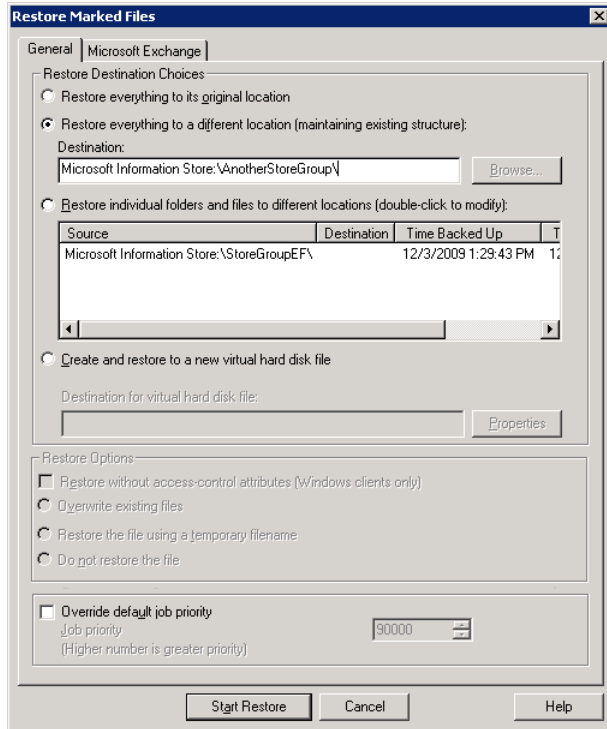 Restore Marked Files
General Microsoft Exchange
Restore Destination Choices
Restore everything to its original location
Restore everything to a different location (maintaining existing structure):
Destination:
Microsoft Information Store:\AnotherStoreGroup\
Browse...
Restore individual folders and files to different locations (double-click to modify):
Source Destination Time Backed Up T
Microsoft Information Store:\StoreGroupEF\ 12/3/2009 1:29:43 PM 12
Create and restore to a new virtual hard disk file
Destination for virtual hard disk file:
Properties
Restore Options
Restore without access-control attributes (Windows clients only)
Overwrite existing files
Restore the file using a temporary filename
Do not restore the file
Override default job priority
Job priority 90000
(Higher number is greater priority)
Start Restore Cancel Help